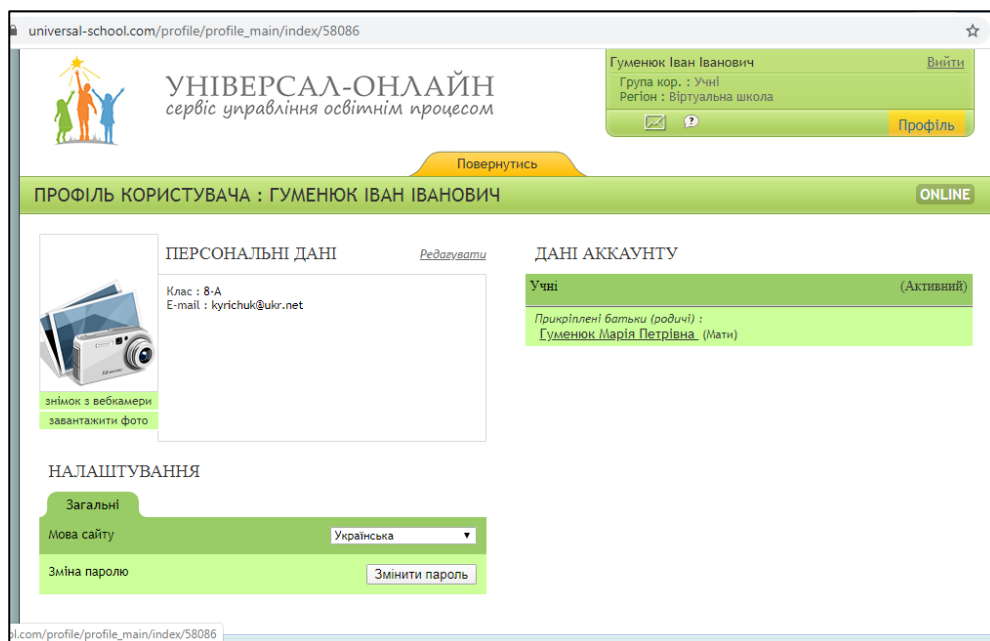 universal-school.com/profile/profile_main/index/58086
УНІВЕРСАЛ-ОНЛАЙН
сервіс управління освітнім процесом
Гуменюк Іван Іванович Вийти
Група кор. : Учні
Регіон : Віртуальна школа
Профіль
Повернутись
ПРОФІЛЬ КОРИСТУВАЧА : ГУМЕНЮК ІВАН ІВАНОВИЧ ONLINE
ПЕРСОНАЛЬНІ ДАНІ Редагувати
Клас : 8-А
E-mail : kyrichuk@ukr.net
знімок з вебкамери
завантажити фото
ДАНІ АККАУНТУ
Учні (Активний)
Прикріплені батьки (родичі) :
Гуменюк Марія Петрівна (Мати)
НАЛАШТУВАННЯ
Загальні
Мова сайту Українська
Зміна паролю Змінити пароль
ol.com/profile/profile_main/index/58086